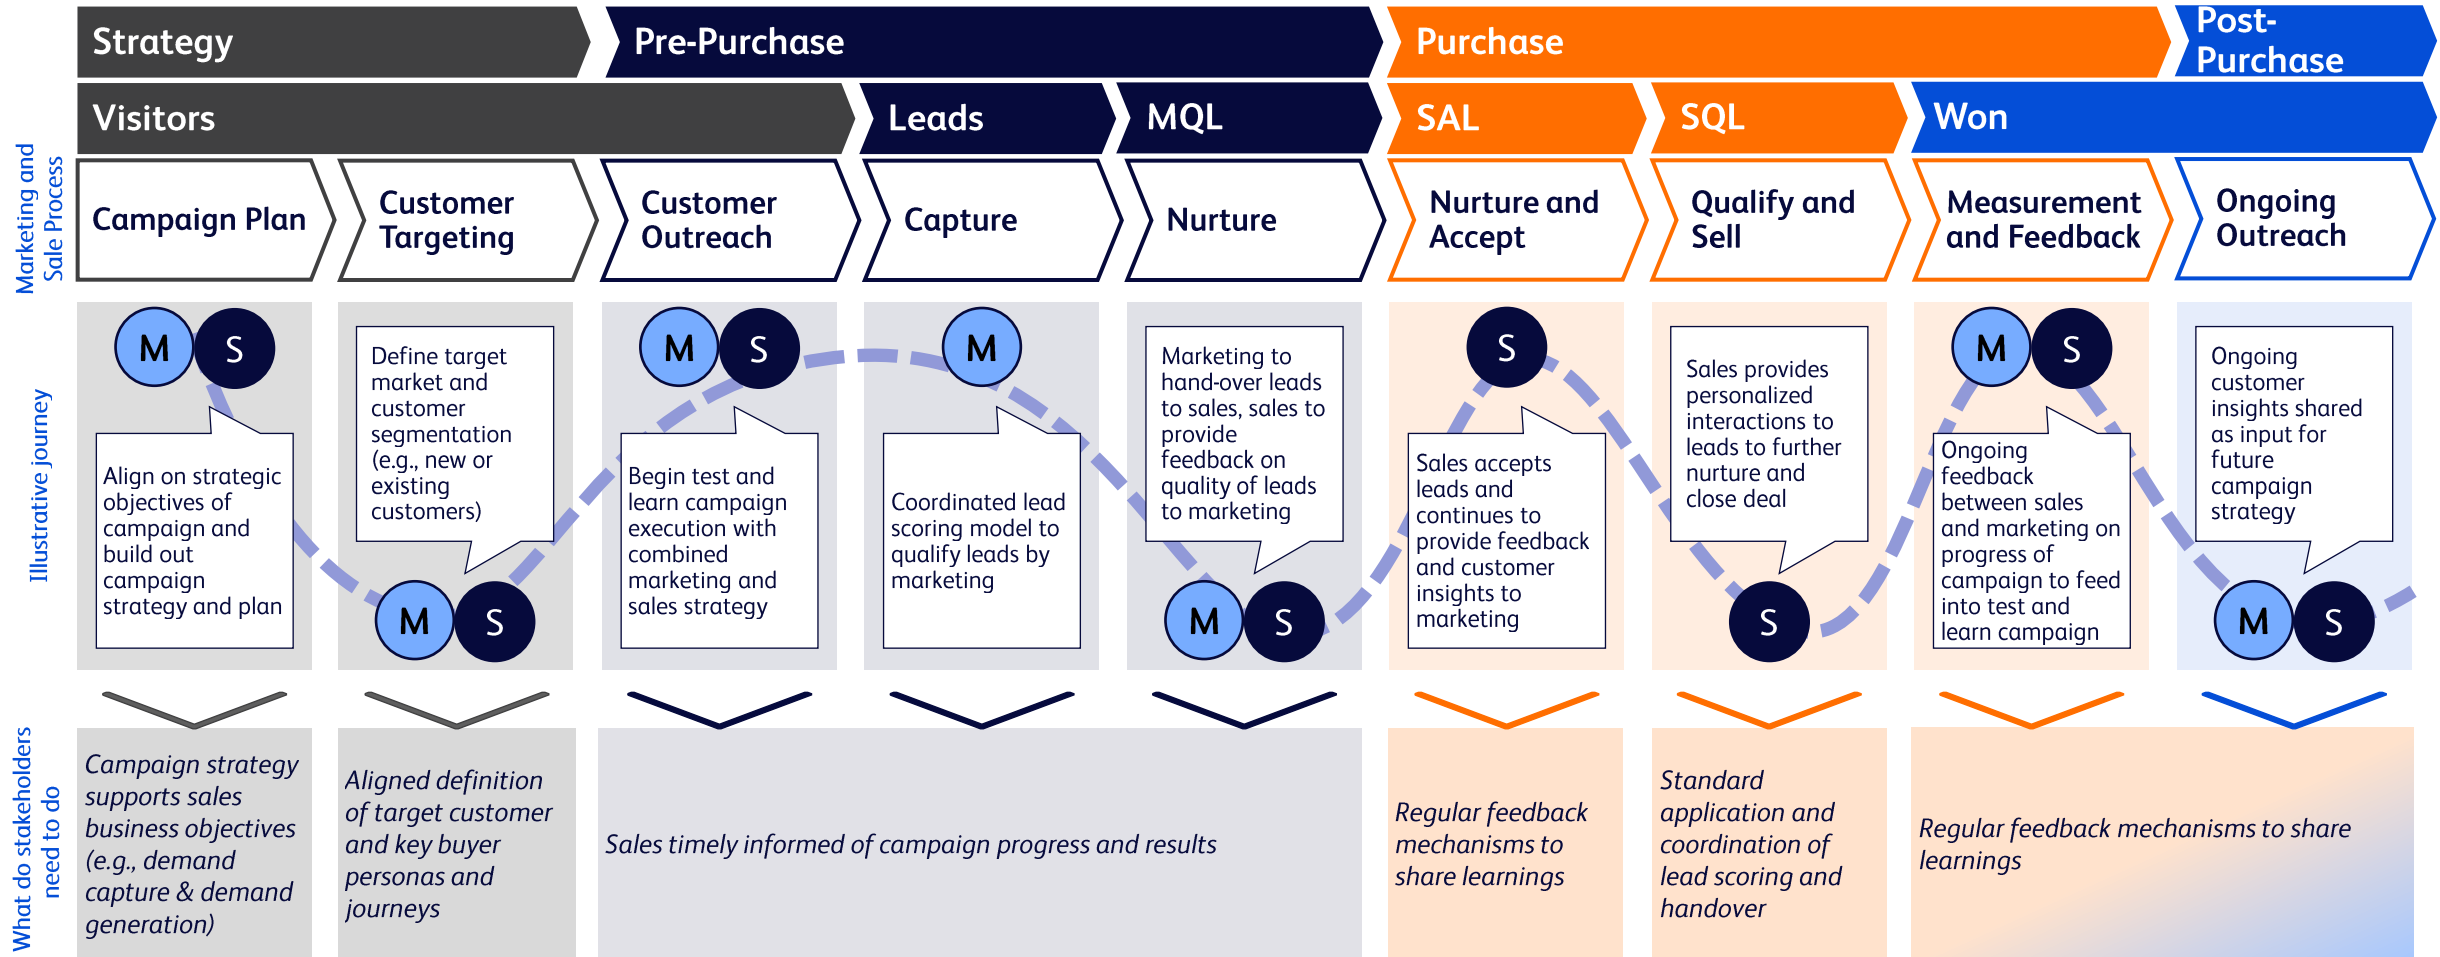 Strategy
Pre-Purchase
Purchase
Post-
Purchase
Visitors
Leads
MQL
SAL
SQL
Won
Marketing and
Sale Process
Campaign Plan
Customer
Targeting
Customer
Outreach
Capture
Nurture
Nurture and
Accept
Qualify and
Sell
Measurement
and Feedback
Ongoing
Outreach
Illustrative journey
M
S
Align on strategic
objectives of
campaign and
build out
campaign
strategy and plan
Define target
market and
customer
segmentation
(e.g., new or
existing
customers)
M
S
M
S
Begin test and
learn campaign
execution with
combined
marketing and
sales strategy
M
Coordinated lead
scoring model to
qualify leads by
marketing
Marketing to
hand-over leads
to sales, sales to
provide
feedback on
quality of leads
to marketing
M
S
S
Sales accepts
leads and
continues to
provide feedback
and customer
insights to
marketing
Sales provides
personalized
interactions to
leads to further
nurture and
close deal
S
M
S
Ongoing
feedback
between sales
and marketing on
progress of
campaign to feed
into test and
learn campaign
Ongoing
customer
insights shared
as input for
future
campaign
strategy
M
S
What do stakeholders
need to do
Campaign strategy
supports sales
business objectives
(e.g., demand
capture & demand
generation)
Aligned definition
of target customer
and key buyer
personas and
journeys
Sales timely informed of campaign progress and results
Regular feedback
mechanisms to
share learnings
Standard
application and
coordination of
lead scoring and
handover
Regular feedback mechanisms to share
learnings